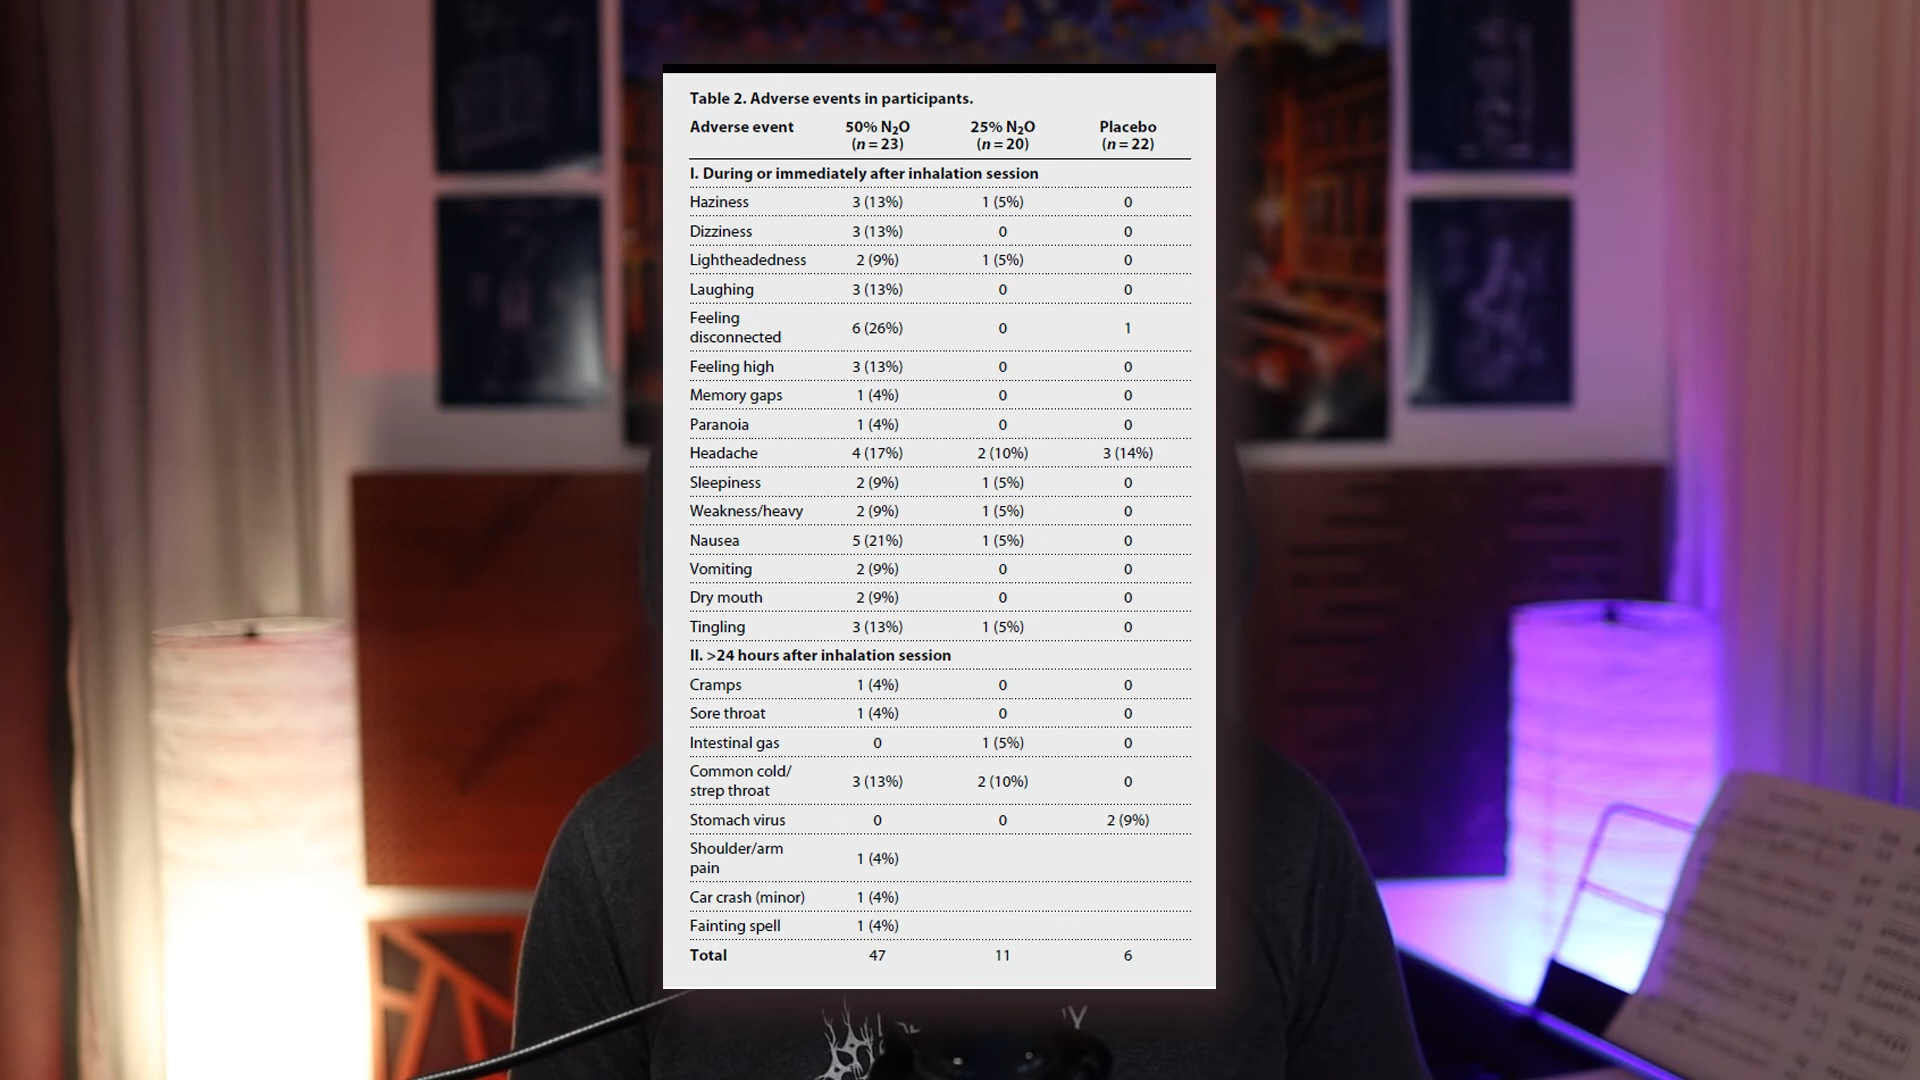 Table 2. Adverse events in participants.
Adverse event 50% N₂O (n = 23) 25% N₂O (n = 20) Placebo (n = 22)
I. During or immediately after inhalation session
Haziness 3 (13%) 1 (5%) 0
Dizziness 3 (13%) 0 0
Lightheadedness 2 (9%) 1 (5%) 0
Laughing 3 (13%) 0 0
Feeling disconnected 6 (26%) 0 1
Feeling high 3 (13%) 0 0
Memory gaps 1 (4%) 0 0
Paranoia 1 (4%) 0 0
Headache 4 (17%) 2 (10%) 3 (14%)
Sleepiness 2 (9%) 1 (5%) 0
Weakness/heavy 2 (9%) 1 (5%) 0
Nausea 5 (21%) 1 (5%) 0
Vomiting 2 (9%) 0 0
Dry mouth 2 (9%) 0 0
Tingling 3 (13%) 1 (5%) 0
II. >24 hours after inhalation session
Cramps 1 (4%) 0 0
Sore throat 1 (4%) 0 0
Intestinal gas 0 1 (5%) 0
Common cold/ strep throat 3 (13%) 2 (10%) 0
Stomach virus 0 0 2 (9%)
Shoulder/arm pain 1 (4%)
Car crash (minor) 1 (4%)
Fainting spell 1 (4%)
Total 47 11 6